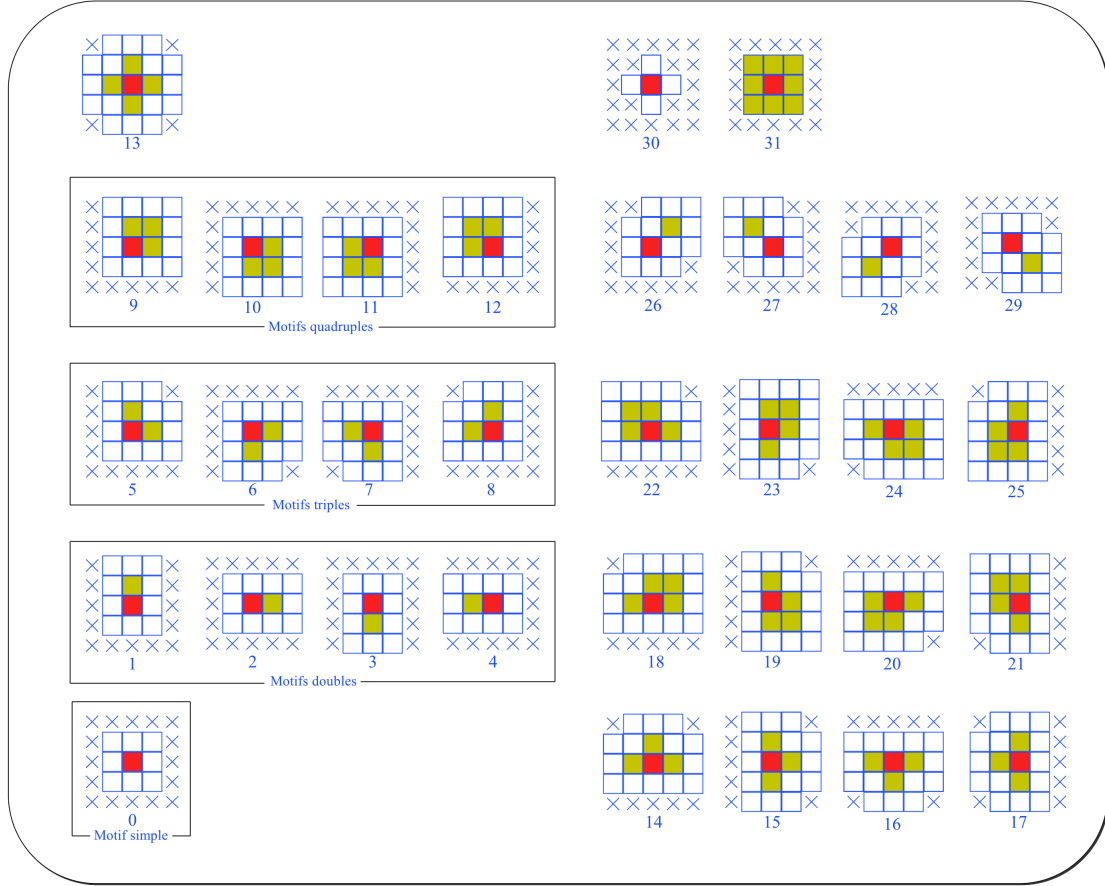 13
30 31
9 10 11 12
Motifs quadruples
26 27 28 29
5 6 7 8
Motifs triples
22 23 24 25
1 2 3 4
Motifs doubles
18 19 20 21
0
Motif simple
14 15 16 17